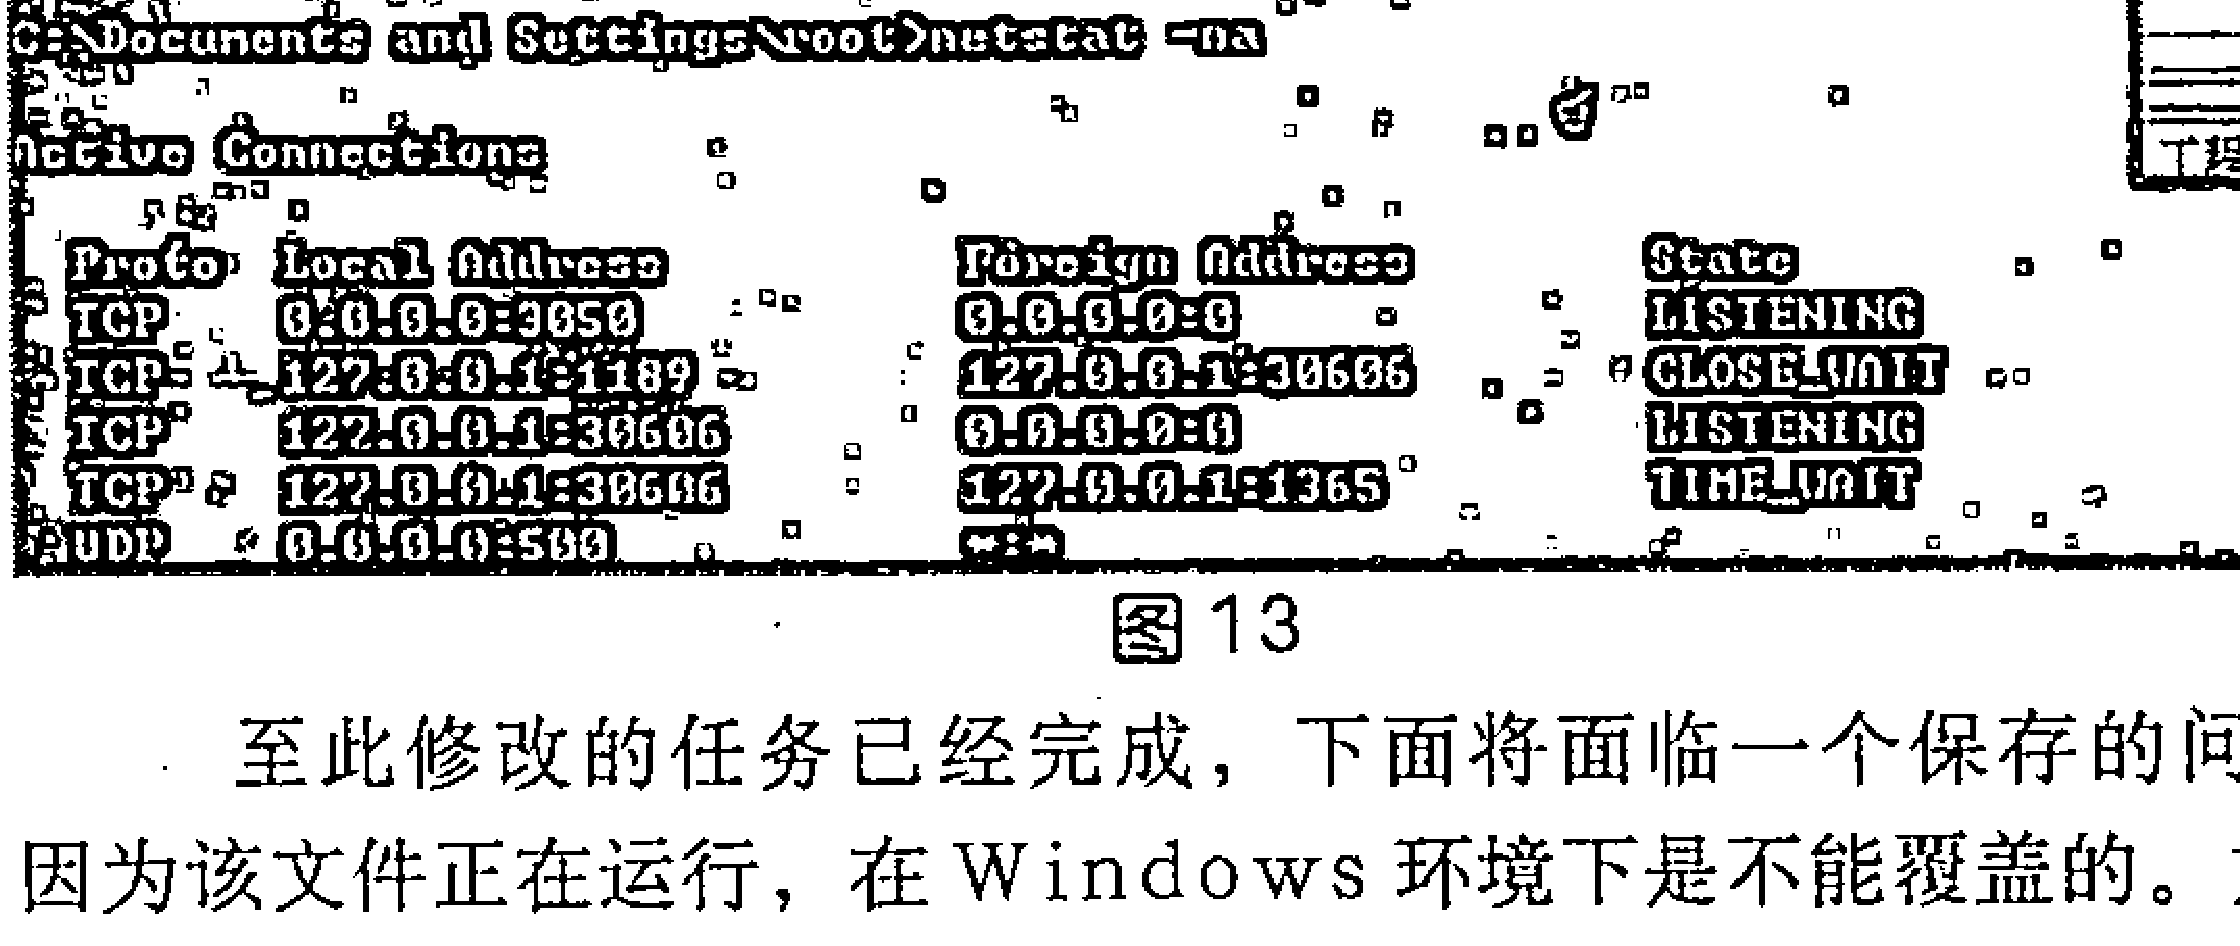 C:\Documents and Settings\root>netstat -na
Active Connections
Proto Local Address Foreign Address State
TCP 0.0.0.0:3050 0.0.0.0:0 LISTENING
TCP 127.0.0.1:1189 127.0.0.1:30606 CLOSE_WAIT
TCP 127.0.0.1:30606 0.0.0.0:0 LISTENING
TCP 127.0.0.1:30606 127.0.0.1:1365 TIME_WAIT
UDP 0.0.0.0:500 *:*
图13
至此修改的任务已经完成，下面将面临一个保存的问
因为该文件正在运行，在Windows环境下是不能覆盖的。